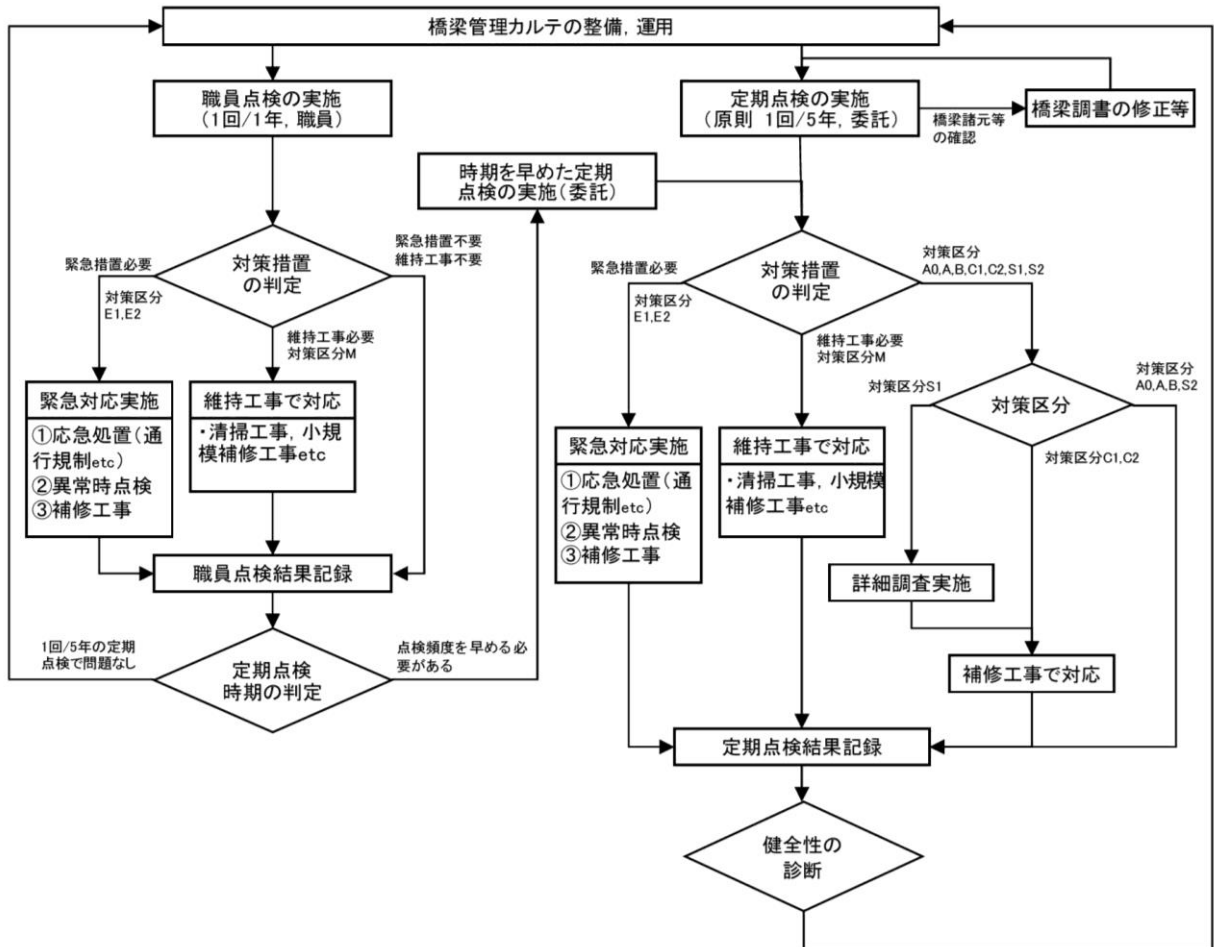 橋梁管理カルテの整備, 運用
職員点検の実施
(1回/1年, 職員)
定期点検の実施
(原則 1回/5年, 委託)
橋梁諸元等
の確認
橋梁調書の修正等
時期を早めた定期
点検の実施(委託)
緊急措置必要
対策区分
E1,E2
対策措置
の判定
緊急措置不要
維持工事不要
維持工事必要
対策区分M
緊急対応実施
①応急処置(通
行規制etc)
②異常時点検
③補修工事
維持工事で対応
・清掃工事, 小規
模補修工事etc
職員点検結果記録
1回/5年の定期
点検で問題なし
定期点検
時期の判定
点検頻度を早める必
要がある
緊急措置必要
対策区分
E1,E2
対策措置
の判定
対策区分
A0,A,B,C1,C2,S1,S2
維持工事必要
対策区分M
対策区分S1
対策区分
対策区分
A0,A,B,S2
対策区分C1,C2
緊急対応実施
①応急処置(通
行規制etc)
②異常時点検
③補修工事
維持工事で対応
・清掃工事, 小規模
補修工事etc
詳細調査実施
補修工事で対応
定期点検結果記録
健全性の
診断